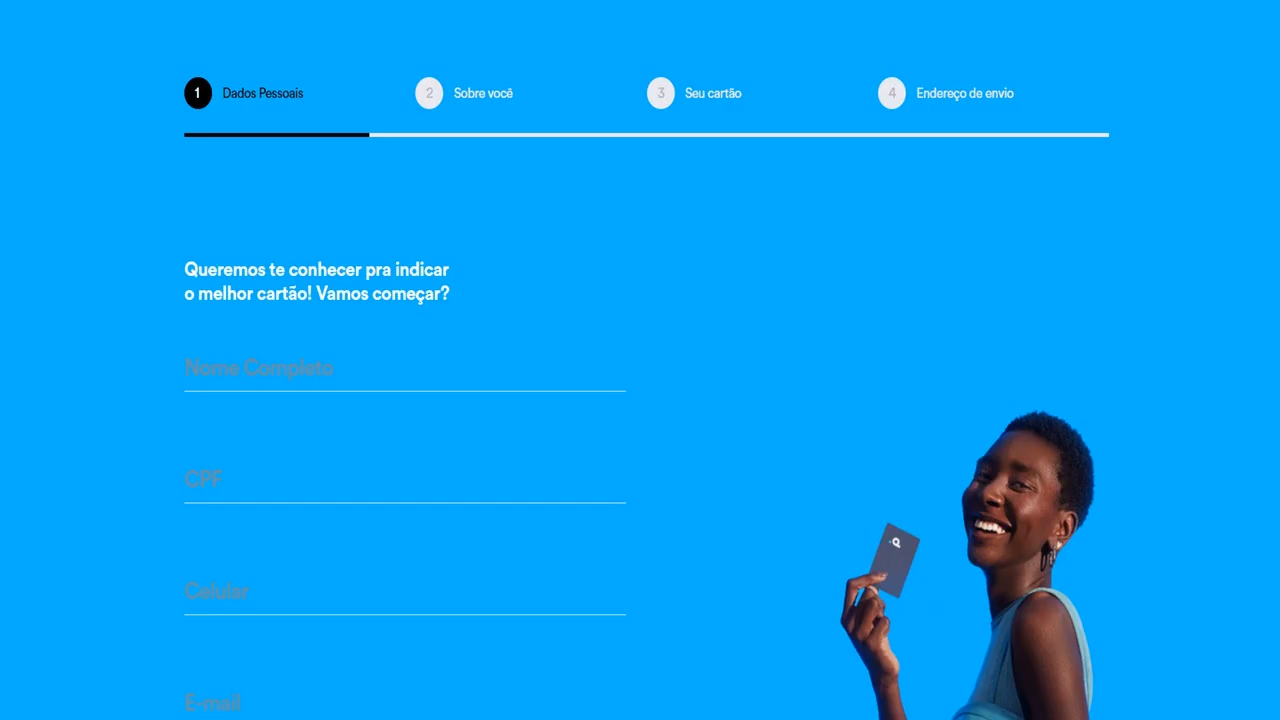 1 Dados Pessoais
2 Sobre você
3 Seu cartão
4 Endereço de envio
Queremos te conhecer pra indicar
o melhor cartão! Vamos começar?
Nome Completo
CPF
Celular
E-mail